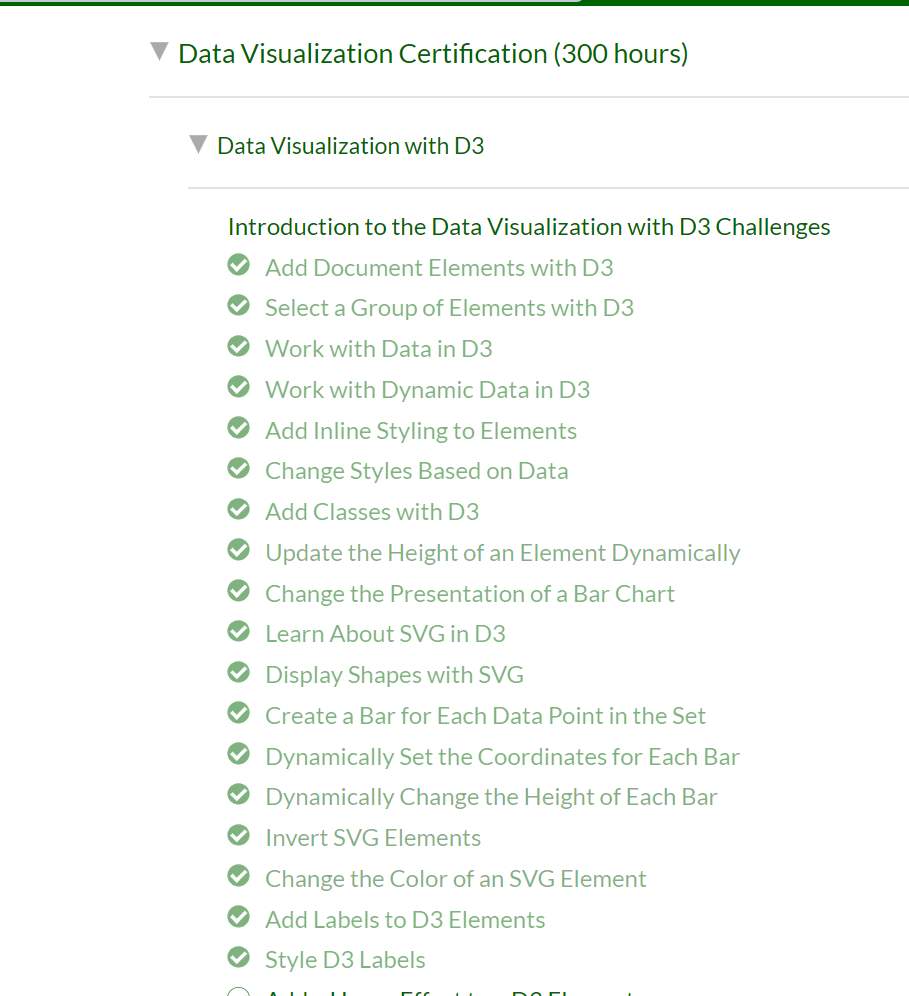 Data Visualization Certification (300 hours)
Data Visualization with D3
Introduction to the Data Visualization with D3 Challenges
Add Document Elements with D3
Select a Group of Elements with D3
Work with Data in D3
Work with Dynamic Data in D3
Add Inline Styling to Elements
Change Styles Based on Data
Add Classes with D3
Update the Height of an Element Dynamically
Change the Presentation of a Bar Chart
Learn About SVG in D3
Display Shapes with SVG
Create a Bar for Each Data Point in the Set
Dynamically Set the Coordinates for Each Bar
Dynamically Change the Height of Each Bar
Invert SVG Elements
Change the Color of an SVG Element
Add Labels to D3 Elements
Style D3 Labels